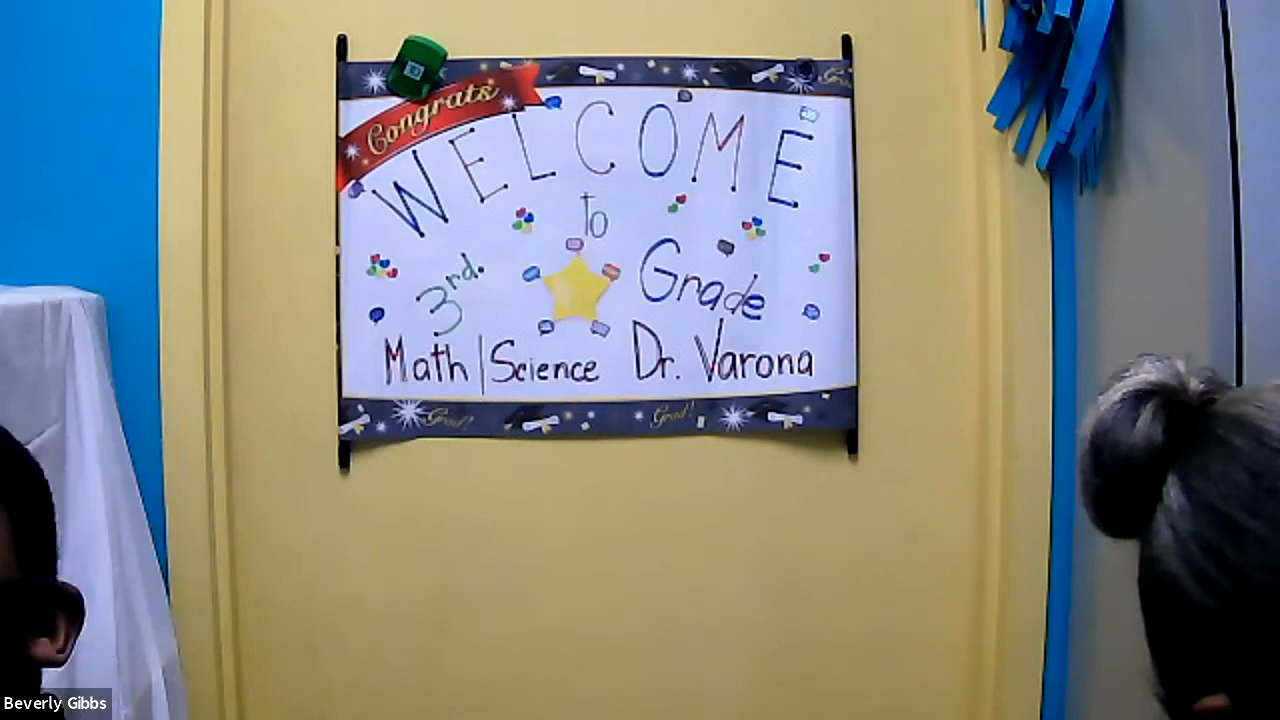 Congrats
WELCOME
to
3rd. Grade
Math | Science Dr. Varona
Grad! Grad!
Beverly Gibbs